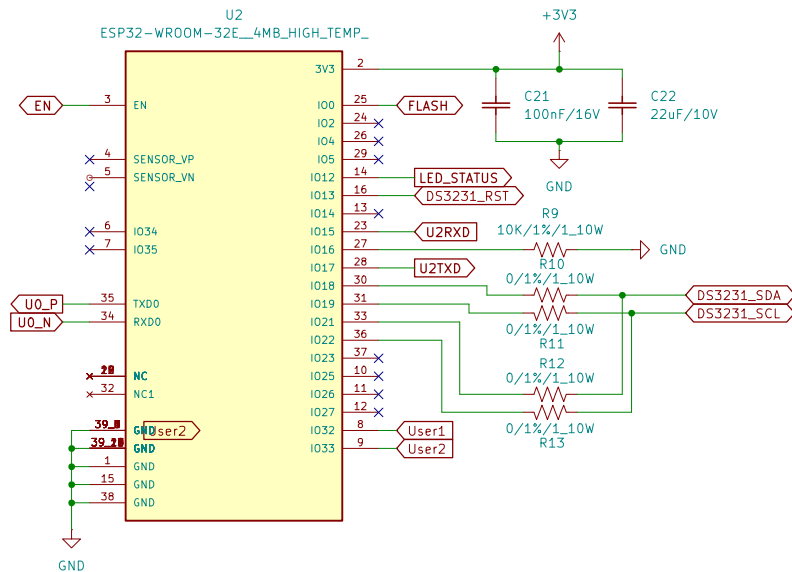 U2
ESP32-WROOM-32E__4MB_HIGH_TEMP_
+3V3
2 3V3
EN 3 EN
25 IO0 FLASH
24 IO2
26 IO4
29 IO5
4 SENSOR_VP
5 SENSOR_VN
14 IO12 LED_STATUS
16 IO13 DS3231_RST
13 IO14
23 IO15 U2RXD
27 IO16
28 IO17 U2TXD
30 IO18
31 IO19
33 IO21
36 IO22
37 IO23
10 IO25
11 IO26
12 IO27
8 IO32 User1
9 IO33 User2
6 IO34
7 IO35
U0_P 35 TXD0
U0_N 34 RXD0
NC
32 NC1
GND User2
GND
1 GND
15 GND
38 GND
GND
C21
100nF/16V
C22
22uF/10V
GND
R9
10K/1%/1_10W
GND
R10
0/1%/1_10W
DS3231_SDA
DS3231_SCL
0/1%/1_10W
R11
R12
0/1%/1_10W
0/1%/1_10W
R13